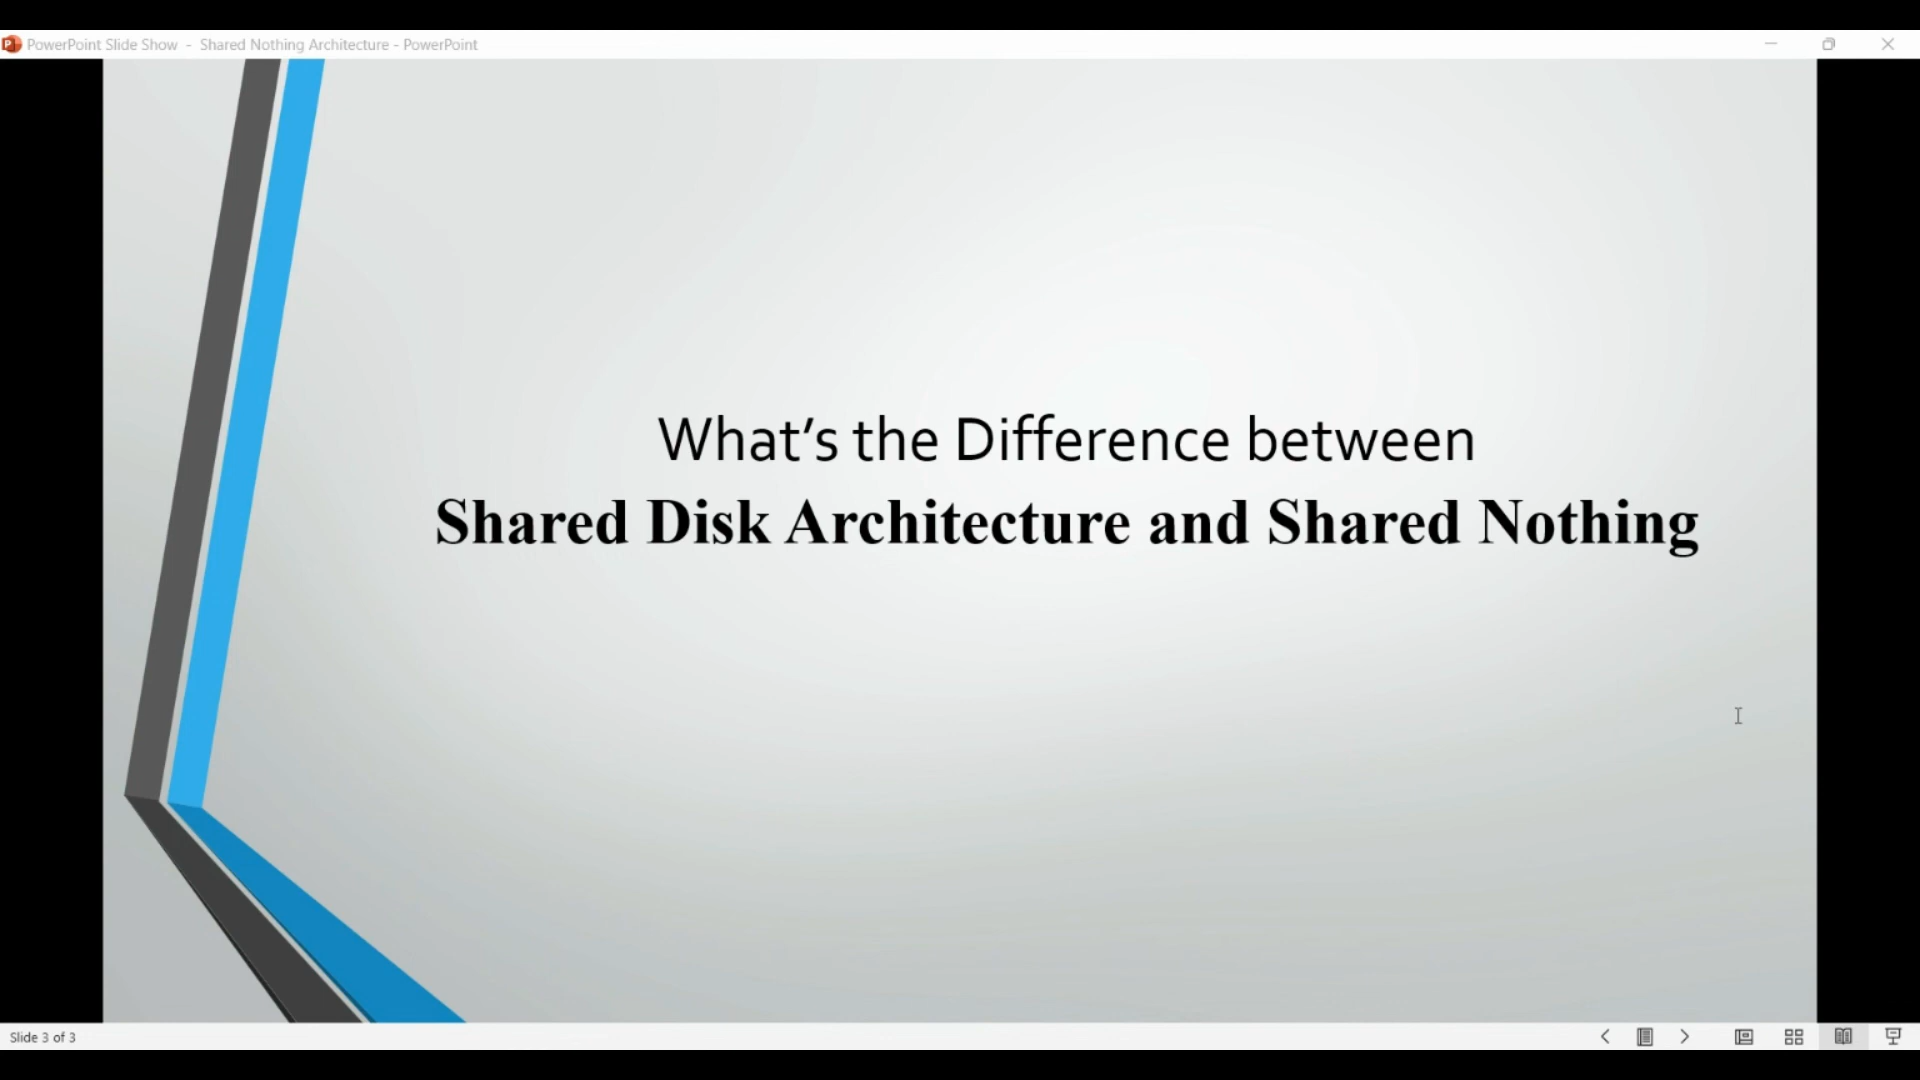 PowerPoint Slide Show - Shared Nothing Architecture - PowerPoint
What's the Difference between
Shared Disk Architecture and Shared Nothing
Slide 3 of 3